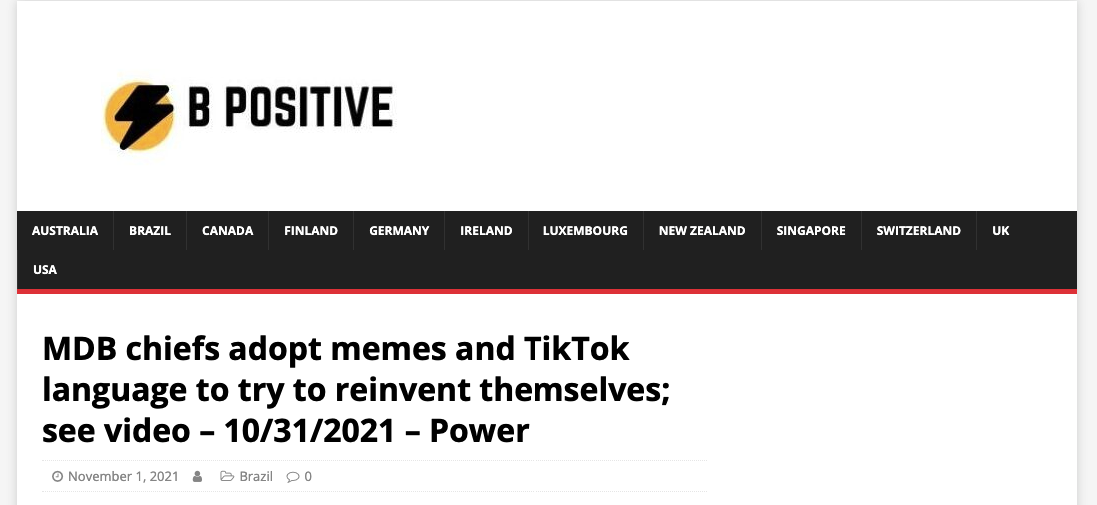 B POSITIVE
AUSTRALIA BRAZIL CANADA FINLAND GERMANY IRELAND LUXEMBOURG NEW ZEALAND SINGAPORE SWITZERLAND UK
USA
MDB chiefs adopt memes and TikTok
language to try to reinvent themselves;
see video – 10/31/2021 – Power
November 1, 2021 Brazil 0